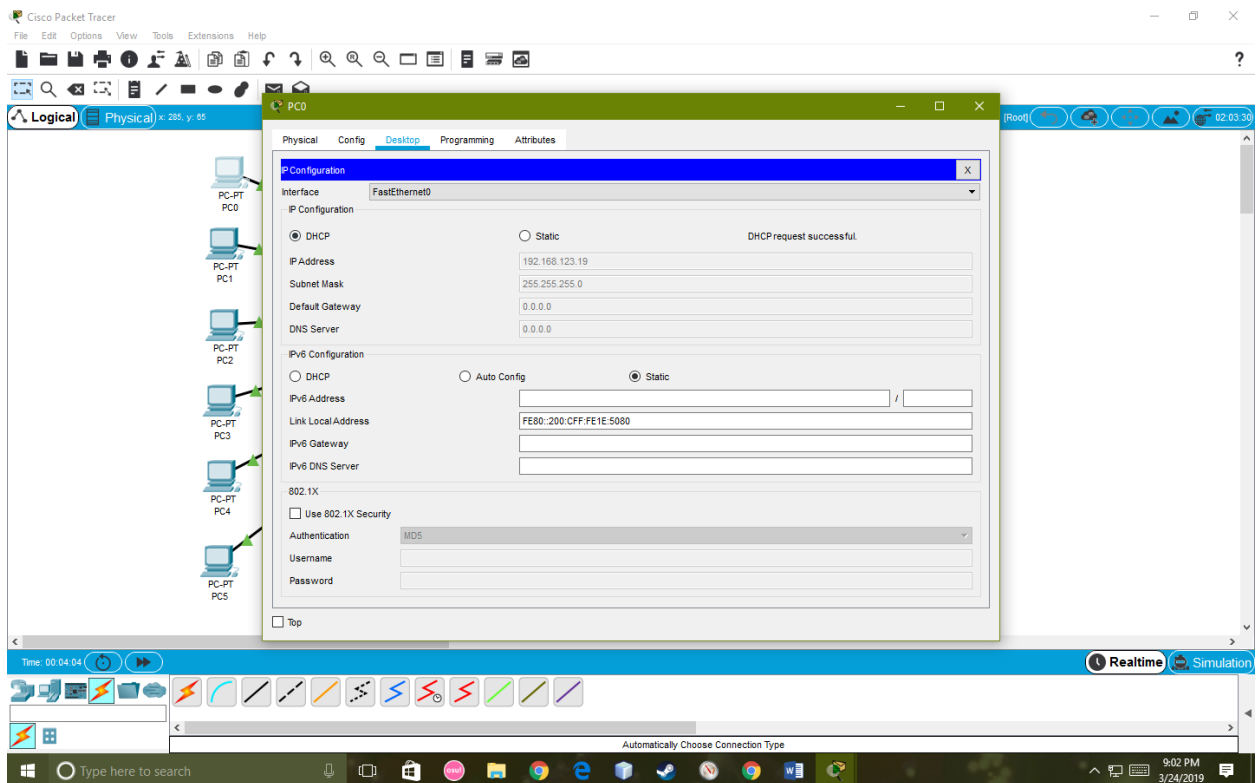 Cisco Packet Tracer
File Edit Options View Tools Extensions Help
?
Logical Physical x: 285, y: 65
[Root] 02:03:30
PC0
Physical Config Desktop Programming Attributes
IP Configuration X
Interface FastEthernet0
IP Configuration
DHCP Static DHCP request successful.
IP Address 192.168.123.19
Subnet Mask 255.255.255.0
Default Gateway 0.0.0.0
DNS Server 0.0.0.0
IPv6 Configuration
DHCP Auto Config Static
IPv6 Address /
Link Local Address FE80::200:CFF:FE1E:5080
IPv6 Gateway
IPv6 DNS Server
802.1X
Use 802.1X Security
Authentication MD5
Username
Password
Top
PC-PT
PC0
PC-PT
PC1
PC-PT
PC2
PC-PT
PC3
PC-PT
PC4
PC-PT
PC5
Time: 00:04:04 Realtime Simulation
Automatically Choose Connection Type
Type here to search
osu!
9:02 PM
3/24/2019